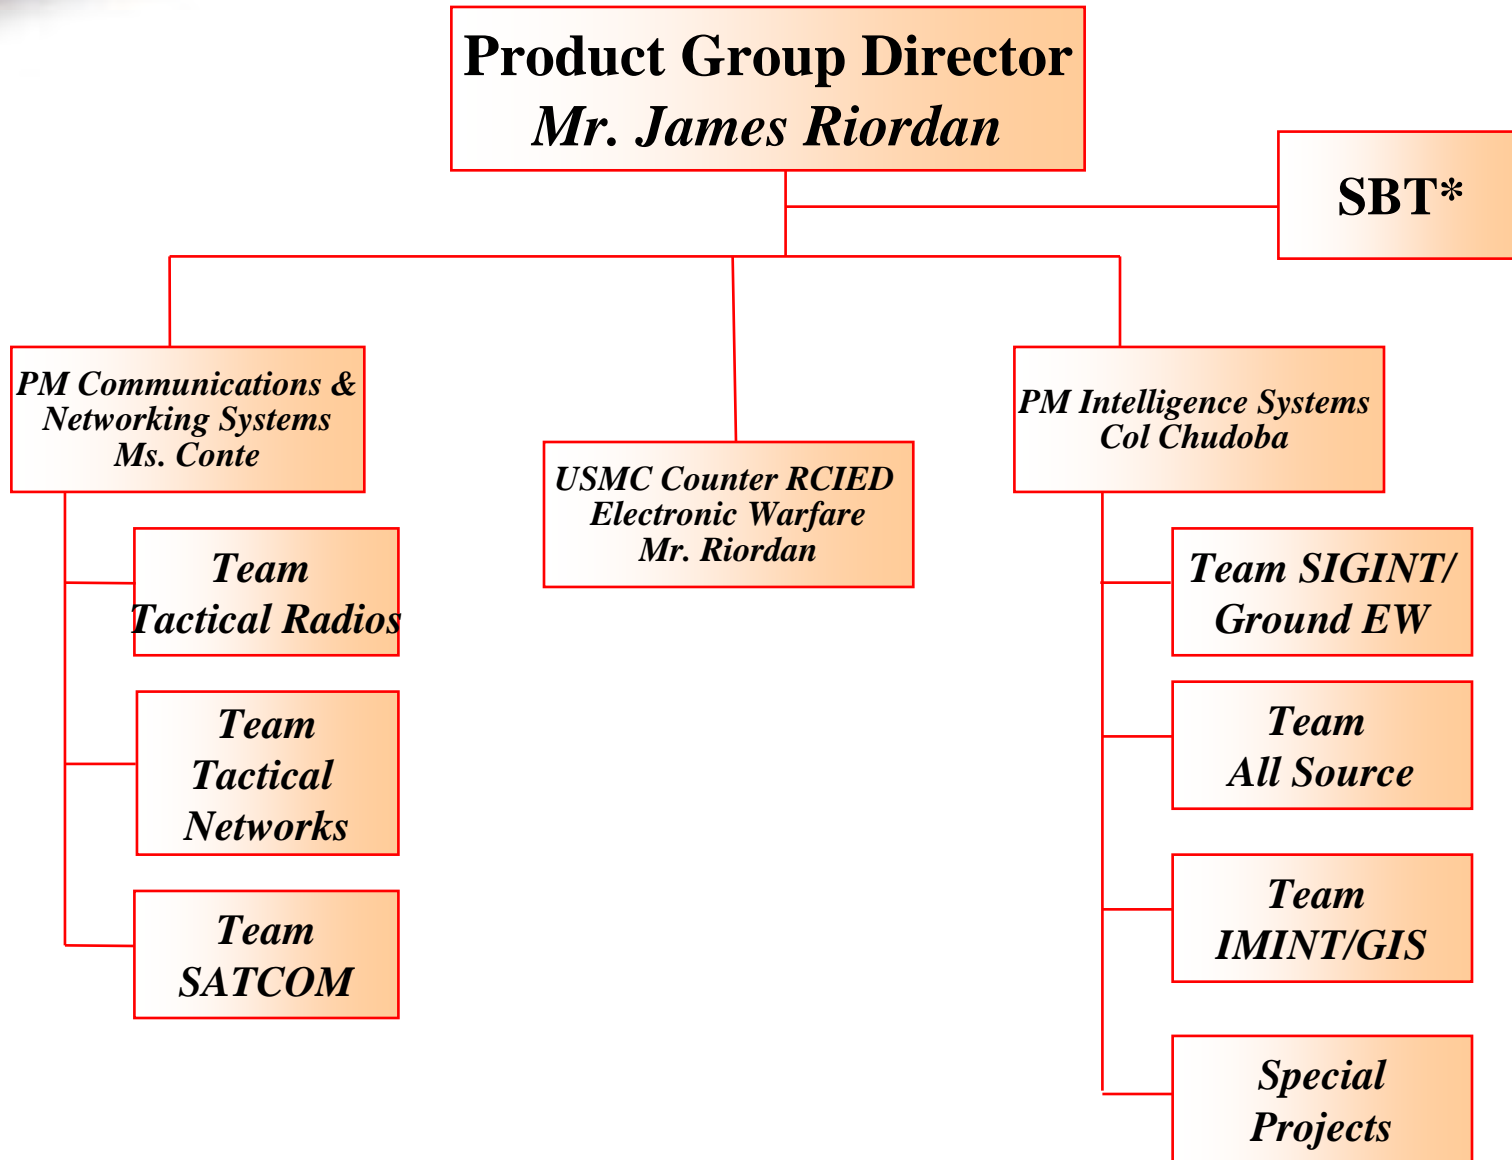 Product Group Director
Mr. James Riordan
SBT*
PM Communications &
Networking Systems
Ms. Conte
USMC Counter RCIED
Electronic Warfare
Mr. Riordan
PM Intelligence Systems
Col Chudoba
Team
Tactical Radios
Team
Tactical
Networks
Team
SATCOM
Team SIGINT/
Ground EW
Team
All Source
Team
IMINT/GIS
Special
Projects